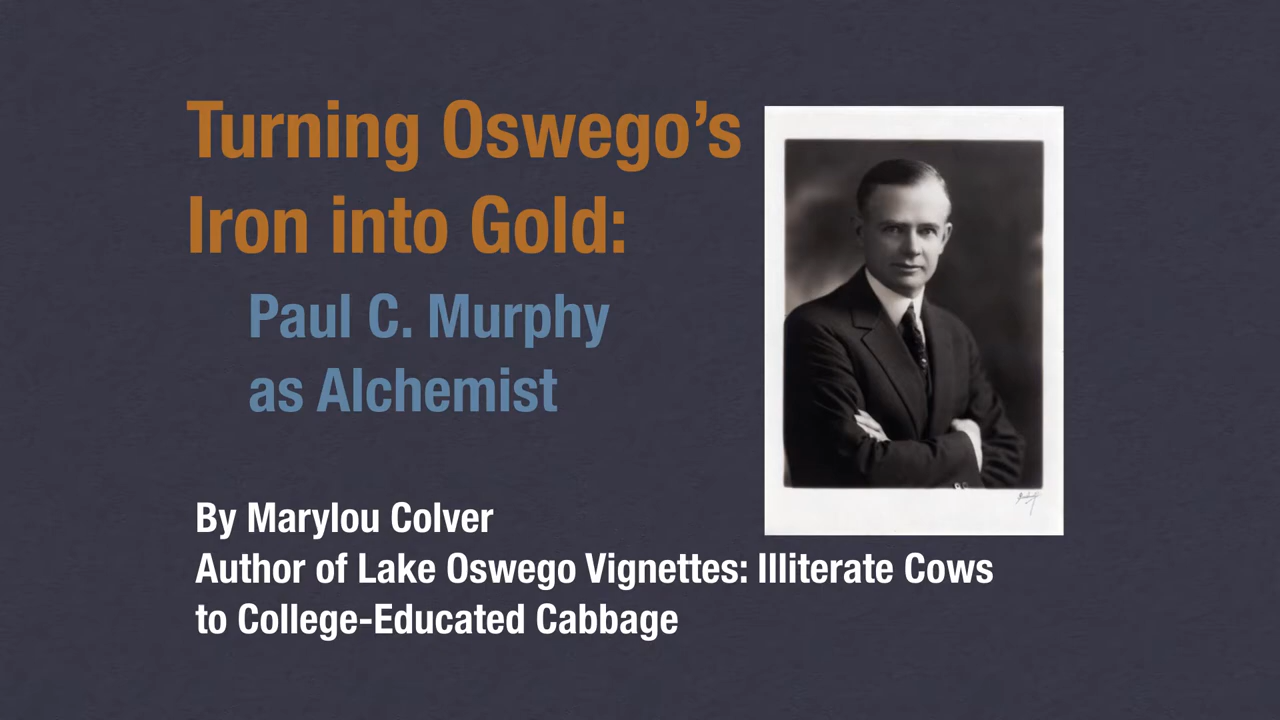 Turning Oswego’s
Iron into Gold:
Paul C. Murphy
as Alchemist
By Marylou Colver
Author of Lake Oswego Vignettes: Illiterate Cows
to College-Educated Cabbage